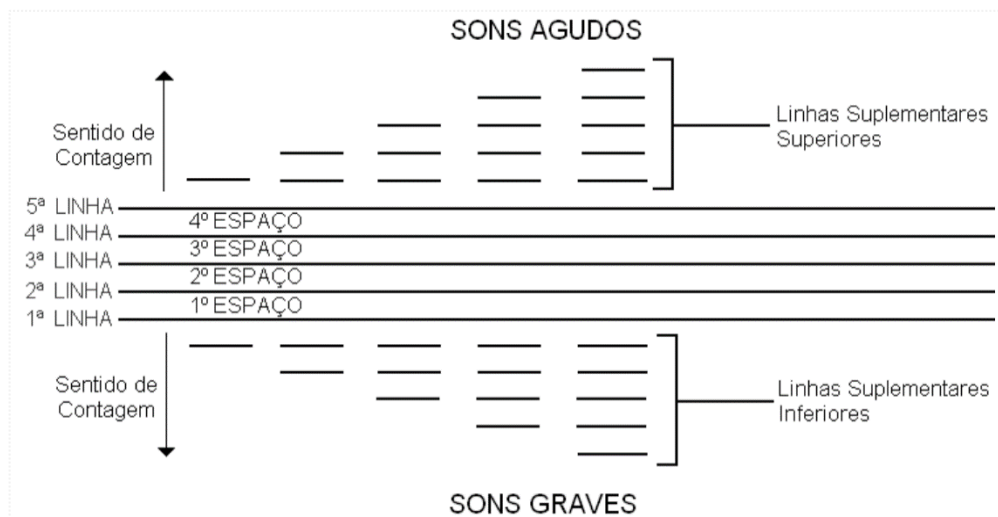 SONS AGUDOS
Sentido de
Contagem
Linhas Suplementares
Superiores
5ª LINHA
4º ESPAÇO
4ª LINHA
3º ESPAÇO
3ª LINHA
2º ESPAÇO
2ª LINHA
1º ESPAÇO
1ª LINHA
Sentido de
Contagem
Linhas Suplementares
Inferiores
SONS GRAVES